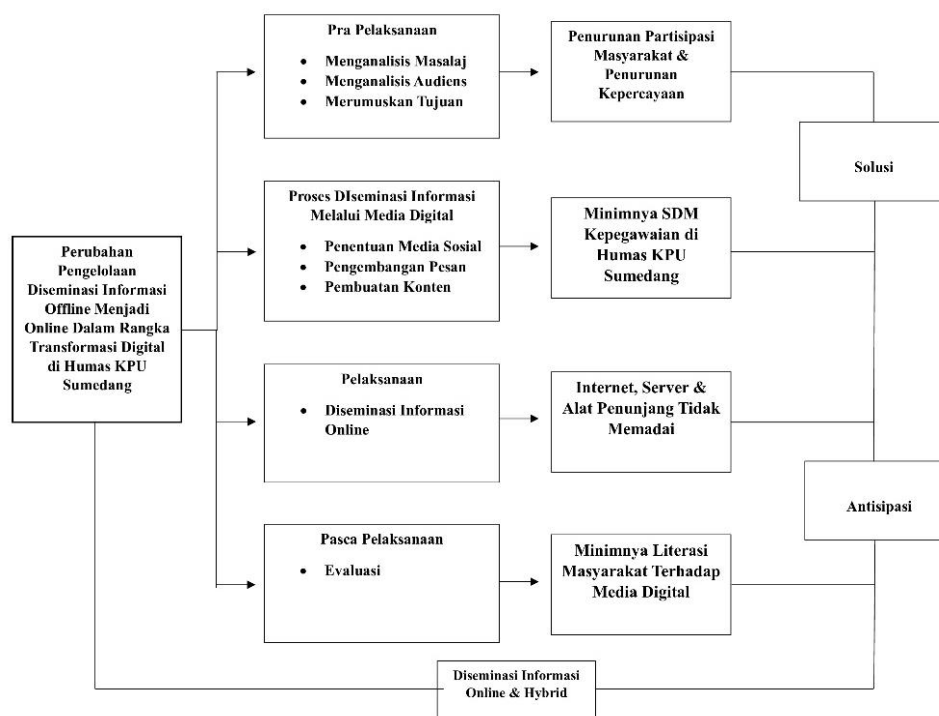 Perubahan
Pengelolaan
Diseminasi Informasi
Offline Menjadi
Online Dalam Rangka
Transformasi Digital
di Humas KPU
Sumedang
Pra Pelaksanaan
• Menganalisis Masalaj
• Menganalisis Audiens
• Merumuskan Tujuan
Penurunan Partisipasi
Masyarakat &
Penurunan
Kepercayaan
Proses DIseminasi Informasi
Melalui Media Digital
• Penentuan Media Sosial
• Pengembangan Pesan
• Pembuatan Konten
Minimnya SDM
Kepegawaian di
Humas KPU
Sumedang
Pelaksanaan
• Diseminasi Informasi
Online
Internet, Server &
Alat Penunjang Tidak
Memadai
Pasca Pelaksanaan
• Evaluasi
Minimnya Literasi
Masyarakat Terhadap
Media Digital
Solusi
Antisipasi
Diseminasi Informasi
Online & Hybrid